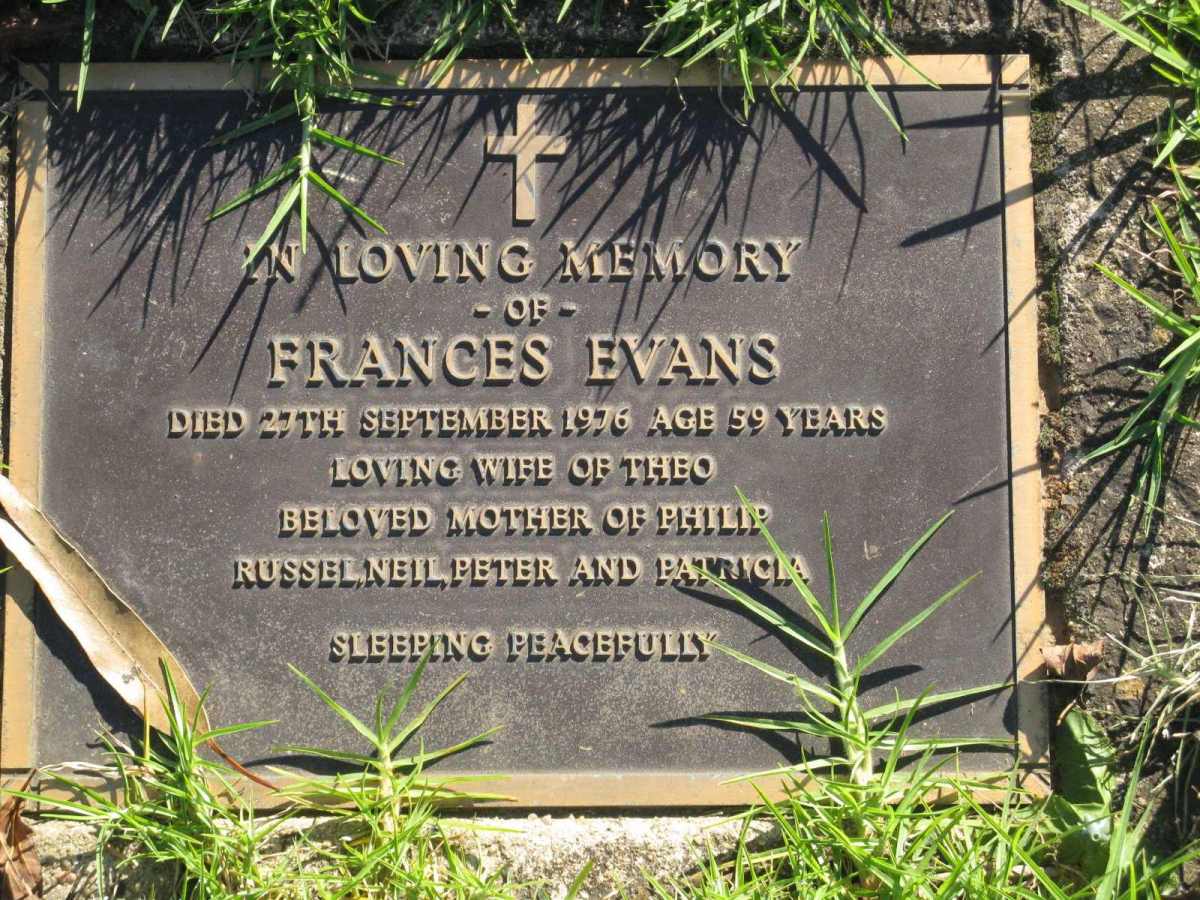 IN LOVING MEMORY
- OF -
FRANCES EVANS
DIED 27TH SEPTEMBER 1976 AGE 59 YEARS
LOVING WIFE OF THEO
BELOVED MOTHER OF PHILIP
RUSSEL,NEIL,PETER AND PATRICIA
SLEEPING PEACEFULLY